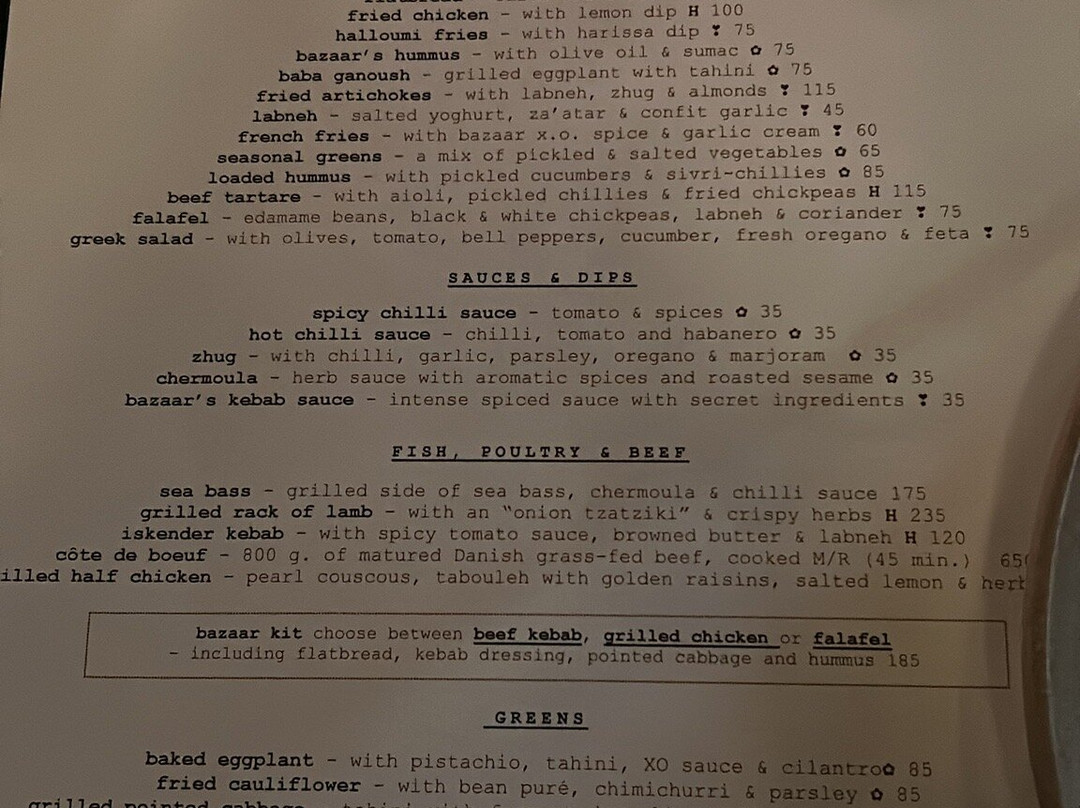 fried chicken – with lemon dip H 100
halloumi fries – with harissa dip ❣ 75
bazaar's hummus – with olive oil & sumac ✿ 75
baba ganoush – grilled eggplant with tahini ✿ 75
fried artichokes – with labneh, zhug & almonds ❣ 115
labneh – salted yoghurt, za'atar & confit garlic ❣ 45
french fries – with bazaar x.o. spice & garlic cream ❣ 60
seasonal greens – a mix of pickled & salted vegetables ✿ 65
loaded hummus – with pickled cucumbers & sivri-chillies ✿ 85
beef tartare – with aioli, pickled chillies & fried chickpeas H 115
falafel – edamame beans, black & white chickpeas, labneh & coriander ❣ 75
greek salad – with olives, tomato, bell peppers, cucumber, fresh oregano & feta ❣ 75
SAUCES & DIPS
spicy chilli sauce – tomato & spices ✿ 35
hot chilli sauce – chilli, tomato and habanero ✿ 35
zhug – with chilli, garlic, parsley, oregano & marjoram ✿ 35
chermoula – herb sauce with aromatic spices and roasted sesame ✿ 35
bazaar's kebab sauce – intense spiced sauce with secret ingredients ❣ 35
FISH, POULTRY & BEEF
sea bass – grilled side of sea bass, chermoula & chilli sauce 175
grilled rack of lamb – with an "onion tzatziki" & crispy herbs H 235
iskender kebab – with spicy tomato sauce, browned butter & labneh H 120
côte de boeuf – 800 g. of matured Danish grass-fed beef, cooked M/R (45 min.) 65
illed half chicken – pearl couscous, tabouleh with golden raisins, salted lemon & her
bazaar kit choose between beef kebab, grilled chicken or falafel
– including flatbread, kebab dressing, pointed cabbage and hummus 185
GREENS
baked eggplant – with pistachio, tahini, XO sauce & cilantro✿ 85
fried cauliflower – with bean puré, chimichurri & parsley ✿ 85
grilled pointed cabbage